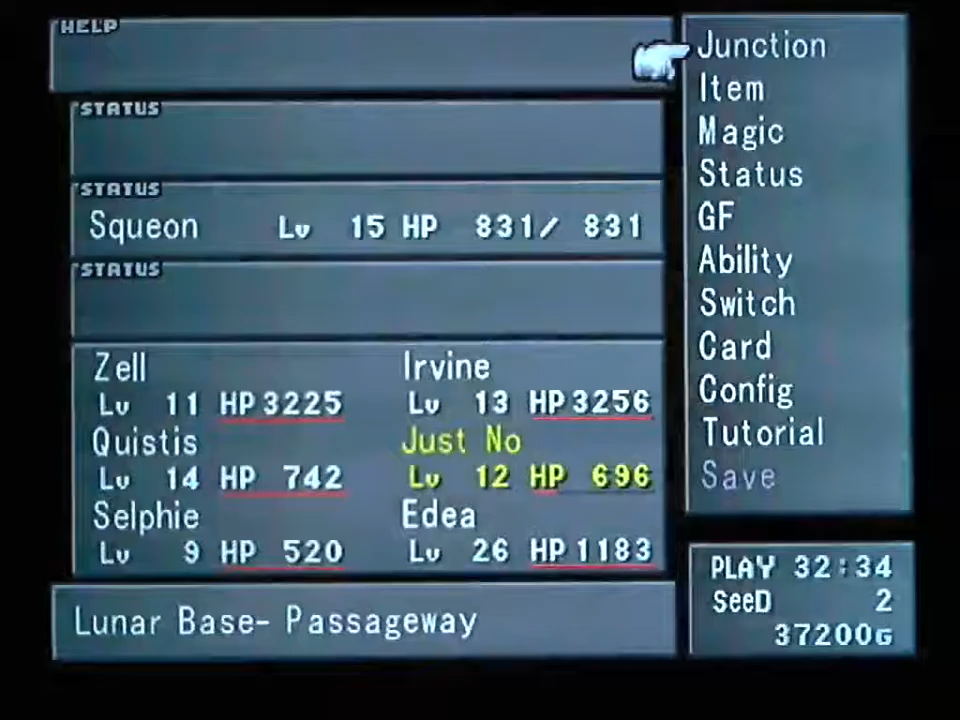 HELP
STATUS
STATUS
Squeon Lv 15 HP 831/ 831
STATUS
Zell
Lv 11 HP 3225
Quistis
Lv 14 HP 742
Selphie
Lv 9 HP 520
Irvine
Lv 13 HP 3256
Just No
Lv 12 HP 696
Edea
Lv 26 HP 1183
Lunar Base- Passageway
Junction
Item
Magic
Status
GF
Ability
Switch
Card
Config
Tutorial
Save
PLAY 32:34
SeeD 2
37200G